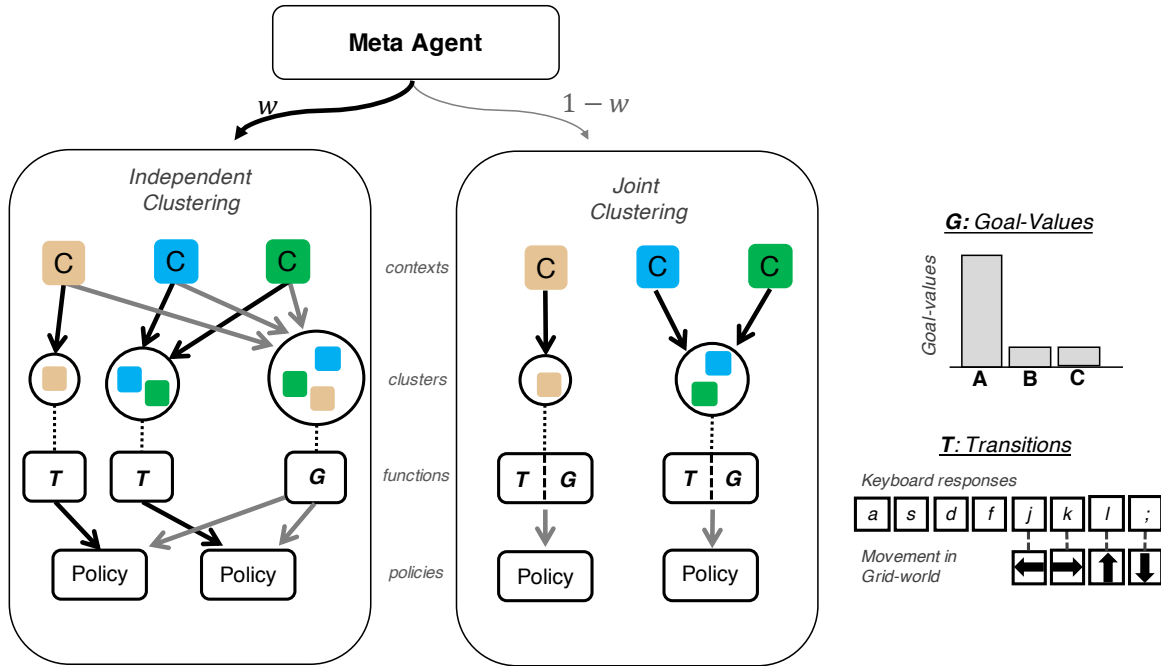 Meta Agent
w
1 − w
Independent
Clustering
Joint
Clustering
C C C
contexts
C C C
clusters
T T G
functions
T G T G
Policy Policy
policies
Policy Policy
G: Goal-Values
Goal-values
A B C
T: Transitions
Keyboard responses
a s d f j k l ;
Movement in
Grid-world